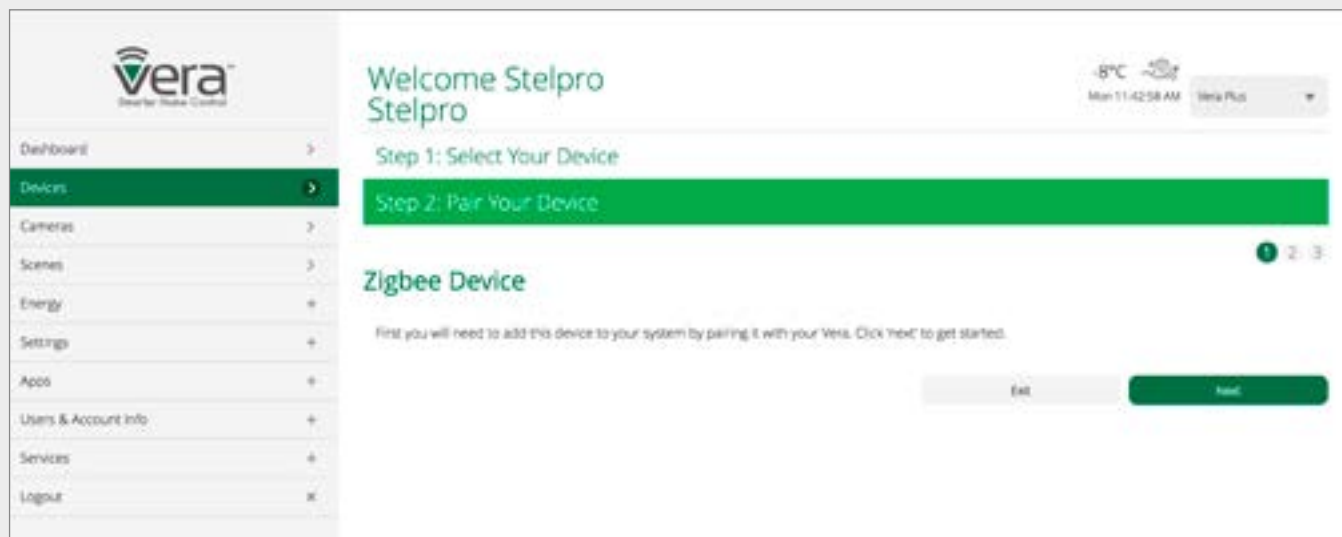 vera
Smarter Home Control
Dashboard
Devices
Cameras
Scenes
Energy
Settings
Apps
Users & Account Info
Services
Logout
Welcome Stelpro
Stelpro
-8°C
Mon 11:42:58 AM
Vera Plus
Step 1: Select Your Device
Step 2: Pair Your Device
1 2 3
Zigbee Device
First you will need to add this device to your system by pairing it with your Vera. Click 'next' to get started.
Exit
Next